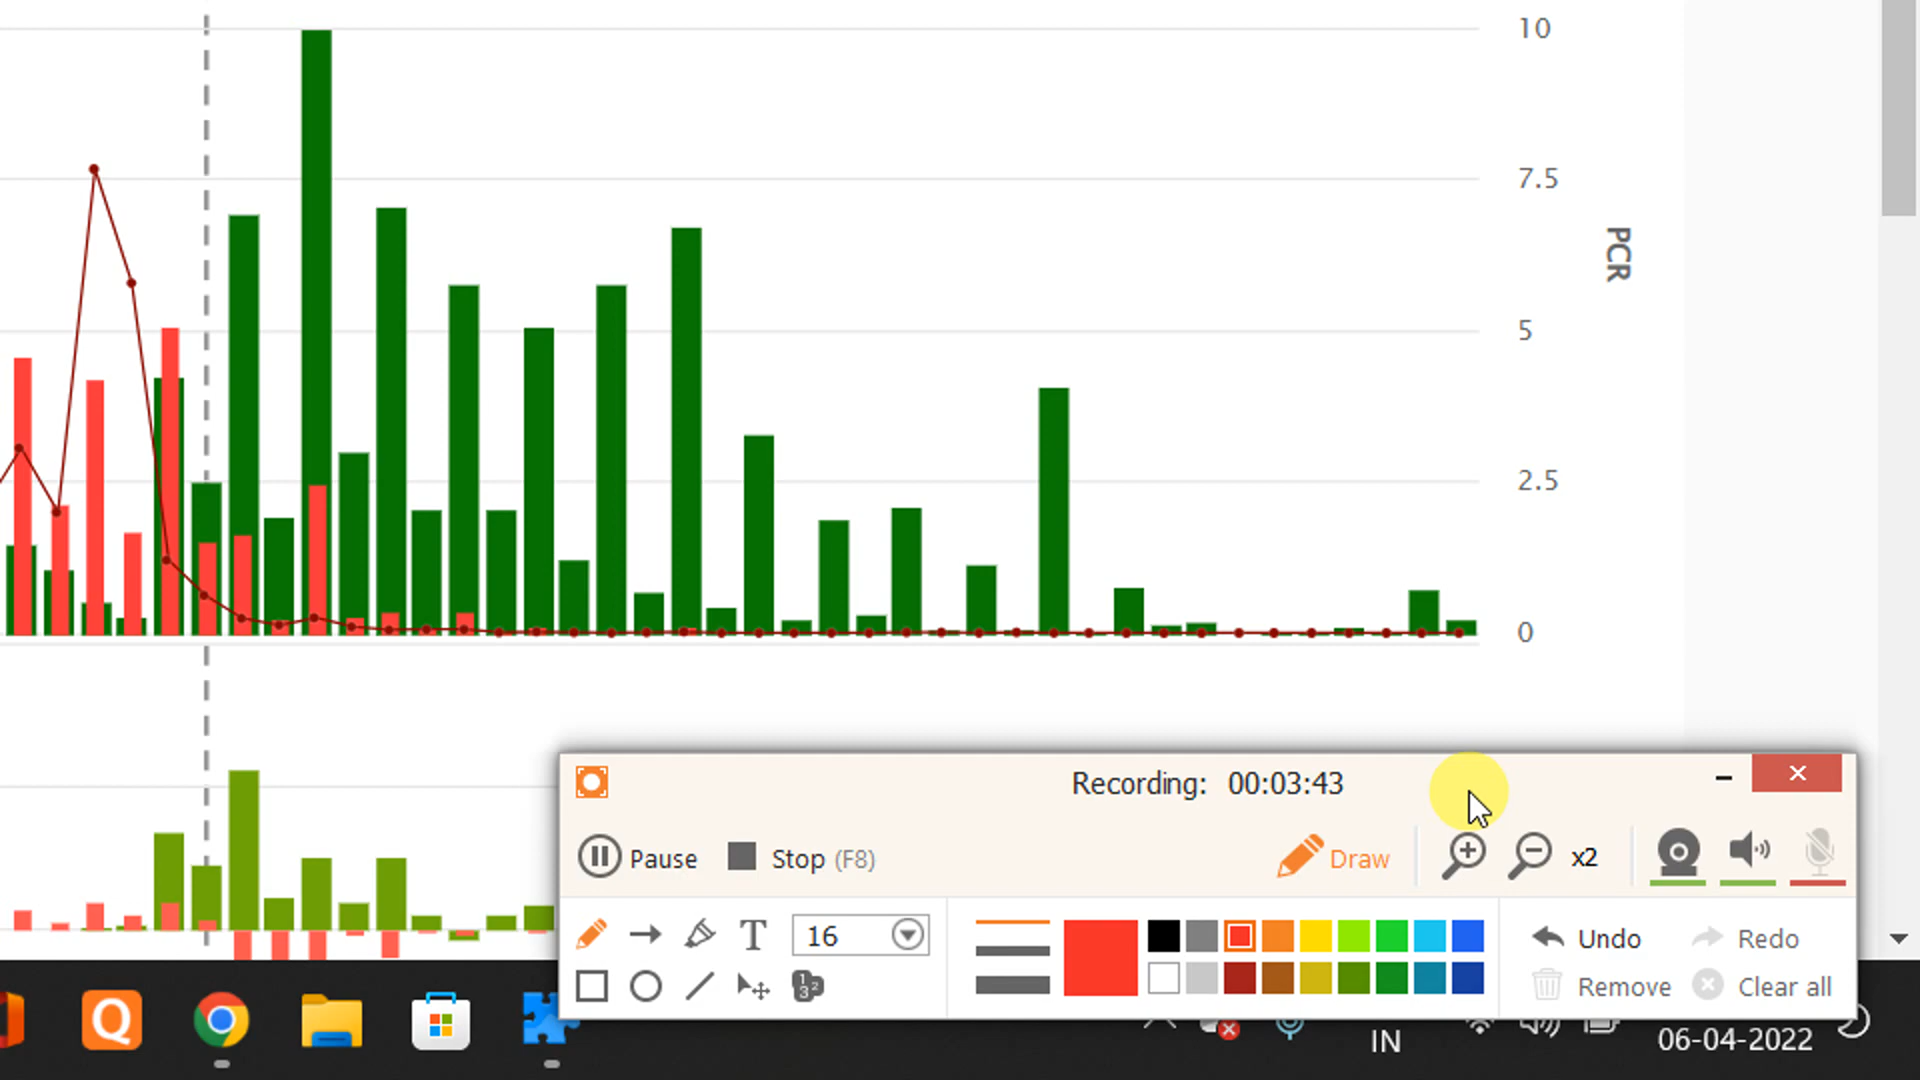 10
7.5
PCR
5
2.5
0
Recording: 00:03:43
Pause Stop (F8) Draw x2
T 16 Undo Redo
Remove Clear all
Q IN 06-04-2022